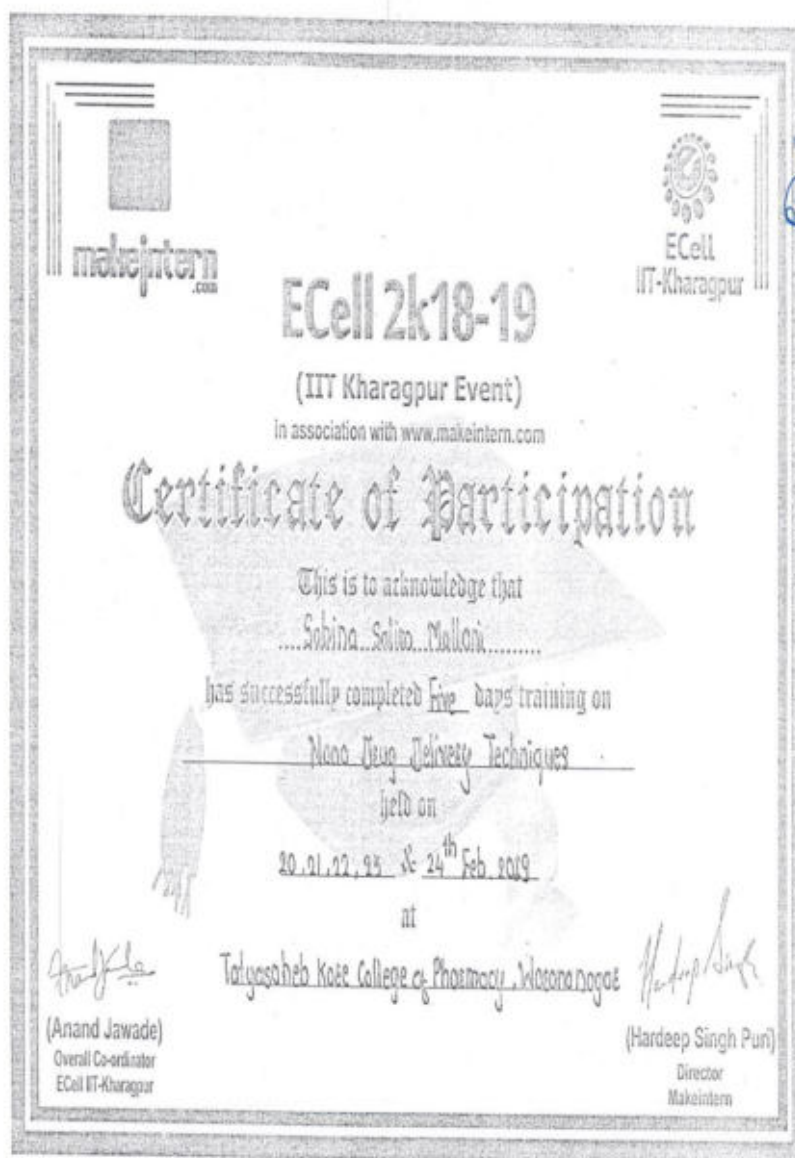 makeintern
.com
ECell
IIT-Kharagpur
ECell 2k18-19
(IIT Kharagpur Event)
in association with www.makeintern.com
Certificate of Participation
This is to acknowledge that
Sabina Salim Mullani
has successfully completed Five days training on
Nano Drug Delivery Techniques
held on
20,21,22,23 & 24th Feb. 2019
at
Tatyasaheb Kore College of Pharmacy, Warananagar
(Anand Jawade)
Overall Co-ordinator
ECell IIT-Kharagpur
(Hardeep Singh Puri)
Director
Makeintern